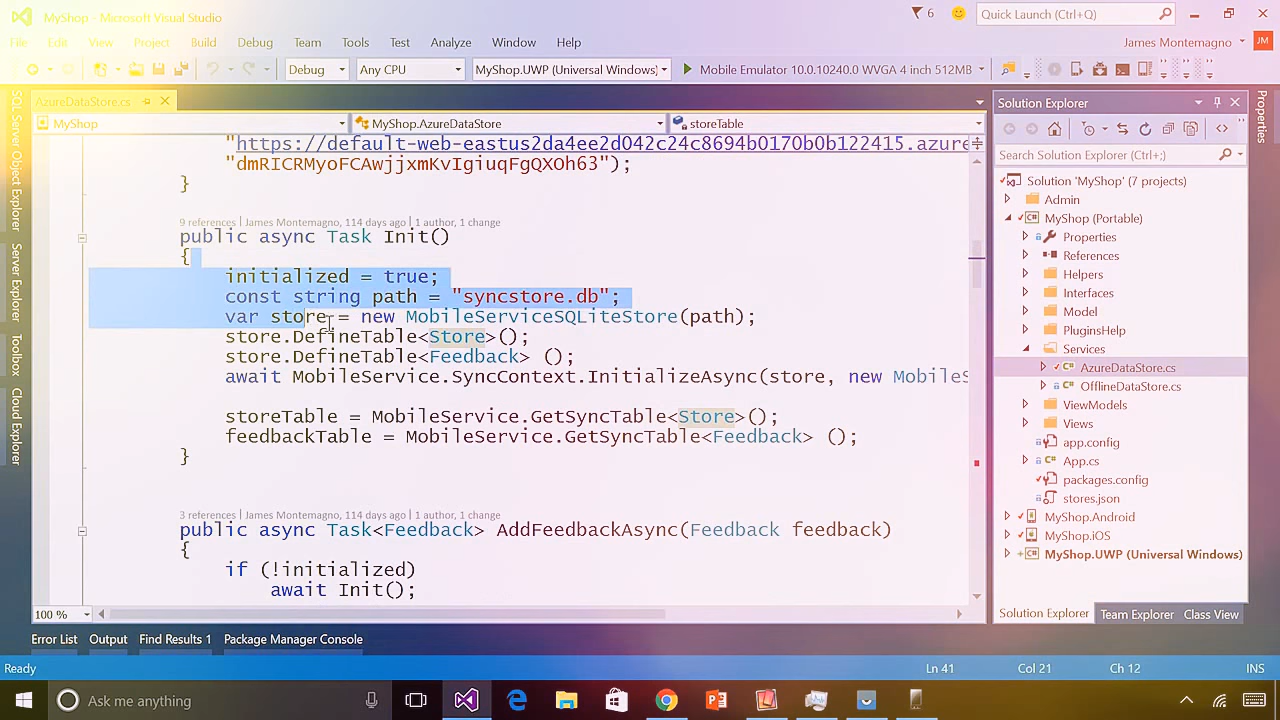 MyShop - Microsoft Visual Studio
6
Quick Launch (Ctrl+Q)
File Edit View Project Build Debug Team Tools Test Analyze Window Help
James Montemagno
JM
Debug
Any CPU
MyShop.UWP (Universal Windows)
Mobile Emulator 10.0.10240.0 WVGA 4 inch 512MB
SQL Server Object Explorer
Server Explorer
Toolbox
Cloud Explorer
AzureDataStore.cs
MyShop
MyShop.AzureDataStore
storeTable
"https://default-web-eastus2da4ee2d042c24c8694b0170b0b122415.azure
"dmRICRMyoFCAwjjxmKvIgiuqFgQXOh63");
}
9 references | James Montemagno, 114 days ago | 1 author, 1 change
public async Task Init()
{
initialized = true;
const string path = "syncstore.db";
var store = new MobileServiceSQLiteStore(path);
store.DefineTable<Store>();
store.DefineTable<Feedback> ();
await MobileService.SyncContext.InitializeAsync(store, new MobileS
storeTable = MobileService.GetSyncTable<Store>();
feedbackTable = MobileService.GetSyncTable<Feedback> ();
}
3 references | James Montemagno, 114 days ago | 1 author, 1 change
public async Task<Feedback> AddFeedbackAsync(Feedback feedback)
{
if (!initialized)
await Init();
100 %
Solution Explorer
Search Solution Explorer (Ctrl+;)
Solution 'MyShop' (7 projects)
Admin
MyShop (Portable)
Properties
References
Helpers
Interfaces
Model
PluginsHelp
Services
AzureDataStore.cs
OfflineDataStore.cs
ViewModels
Views
app.config
App.cs
packages.config
stores.json
MyShop.Android
MyShop.iOS
MyShop.UWP (Universal Windows)
Solution Explorer Team Explorer Class View
Properties
Error List Output Find Results 1 Package Manager Console
Ready
Ln 41
Col 21
Ch 12
INS
Ask me anything